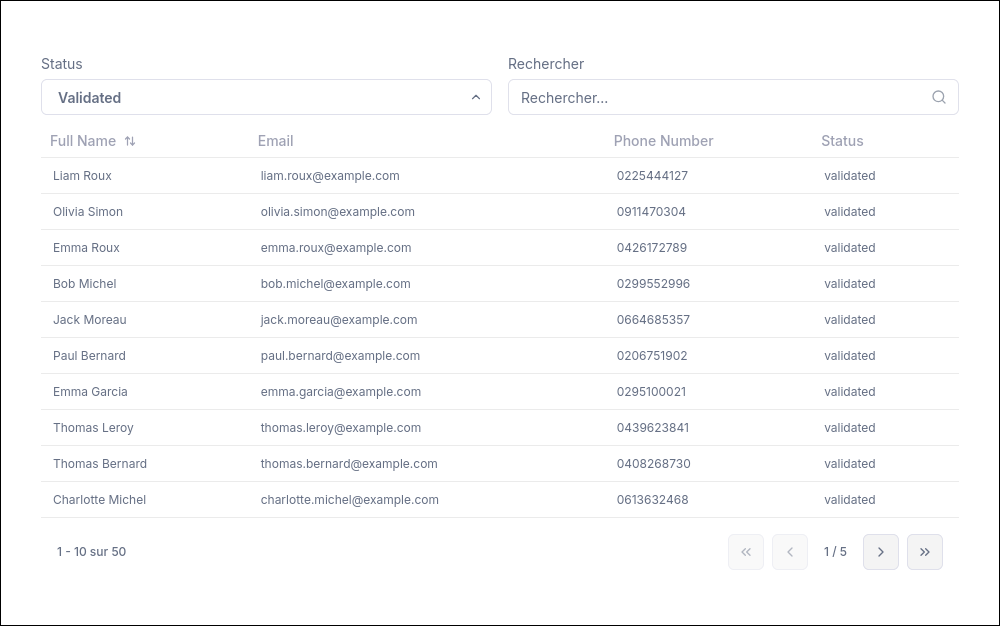 Status Rechercher
Validated Rechercher...
Full Name Email Phone Number Status
Liam Roux liam.roux@example.com 0225444127 validated
Olivia Simon olivia.simon@example.com 0911470304 validated
Emma Roux emma.roux@example.com 0426172789 validated
Bob Michel bob.michel@example.com 0299552996 validated
Jack Moreau jack.moreau@example.com 0664685357 validated
Paul Bernard paul.bernard@example.com 0206751902 validated
Emma Garcia emma.garcia@example.com 0295100021 validated
Thomas Leroy thomas.leroy@example.com 0439623841 validated
Thomas Bernard thomas.bernard@example.com 0408268730 validated
Charlotte Michel charlotte.michel@example.com 0613632468 validated
1 - 10 sur 50 1 / 5